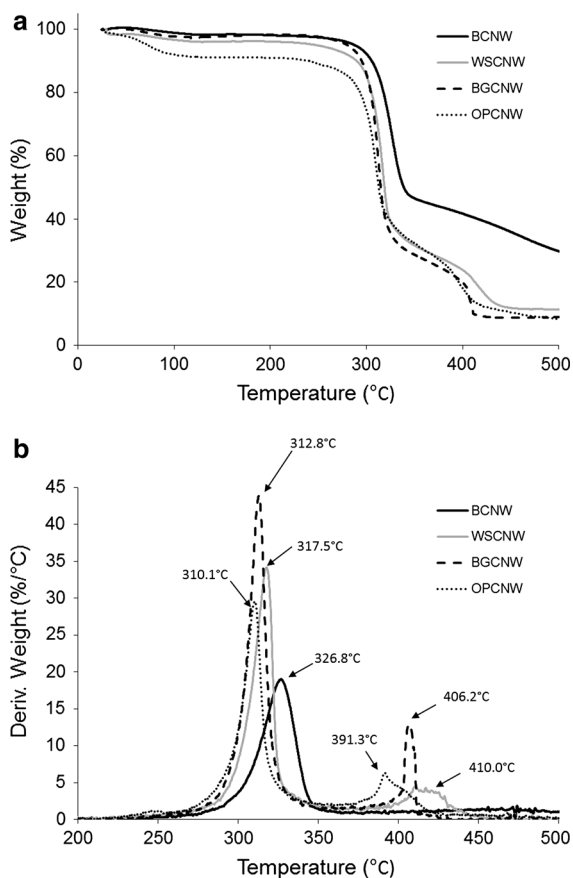 a
100
80
60
40
20
0
Weight (%)
0 100 200 300 400 500
Temperature (°C)
BCNW
WSCNW
BGCNW
OPCNW
b
45
40
35
30
25
20
15
10
5
0
Deriv. Weight (%/°C)
200 250 300 350 400 450 500
Temperature (°C)
312.8°C
317.5°C
310.1°C
326.8°C
406.2°C
391.3°C
410.0°C
BCNW
WSCNW
BGCNW
OPCNW